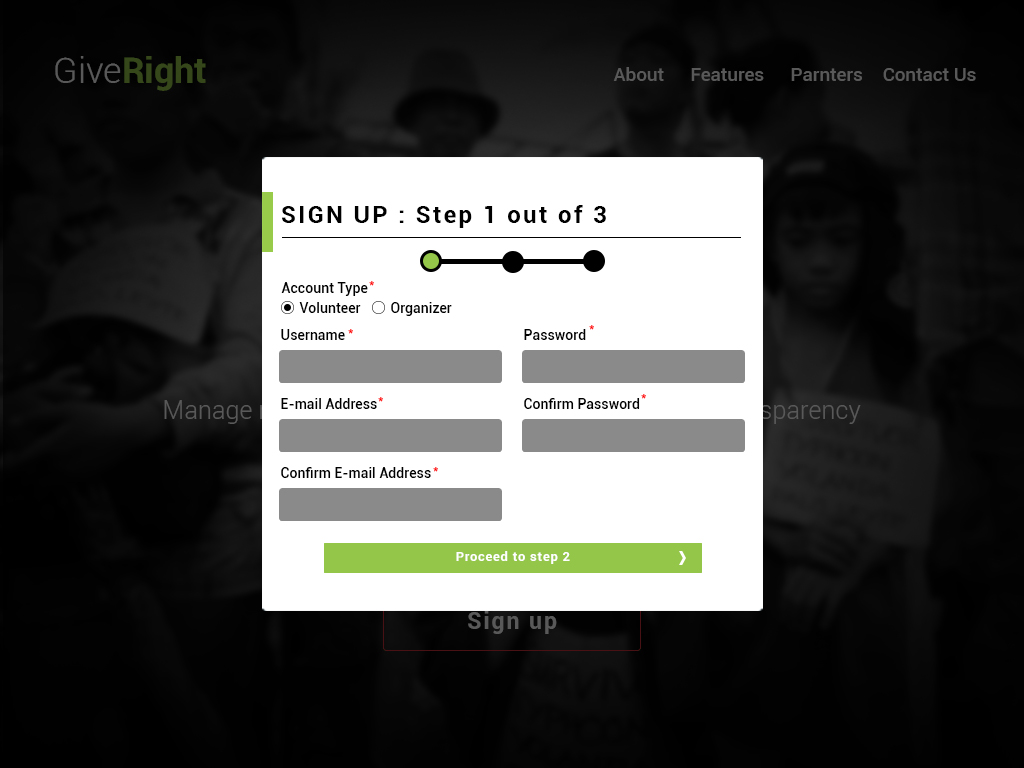 GiveRight
About Features Parnters Contact Us
SIGN UP : Step 1 out of 3
Account Type*
Volunteer Organizer
Username * Password *
E-mail Address* Confirm Password*
Manage sparency
Confirm E-mail Address*
Proceed to step 2 ❯
Sign up